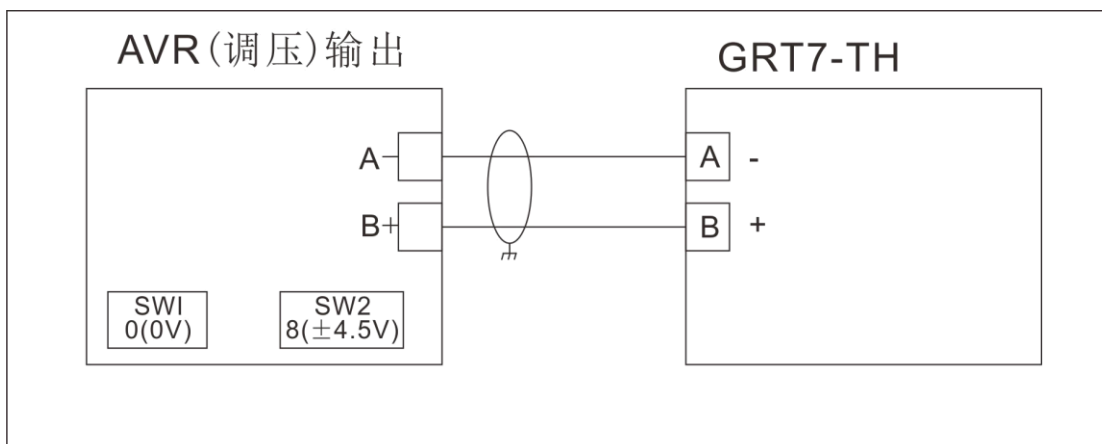 AVR(调压)输出
GRT7-TH
A-
A -
B+
B +
SWI
0(0V)
SW2
8(±4.5V)